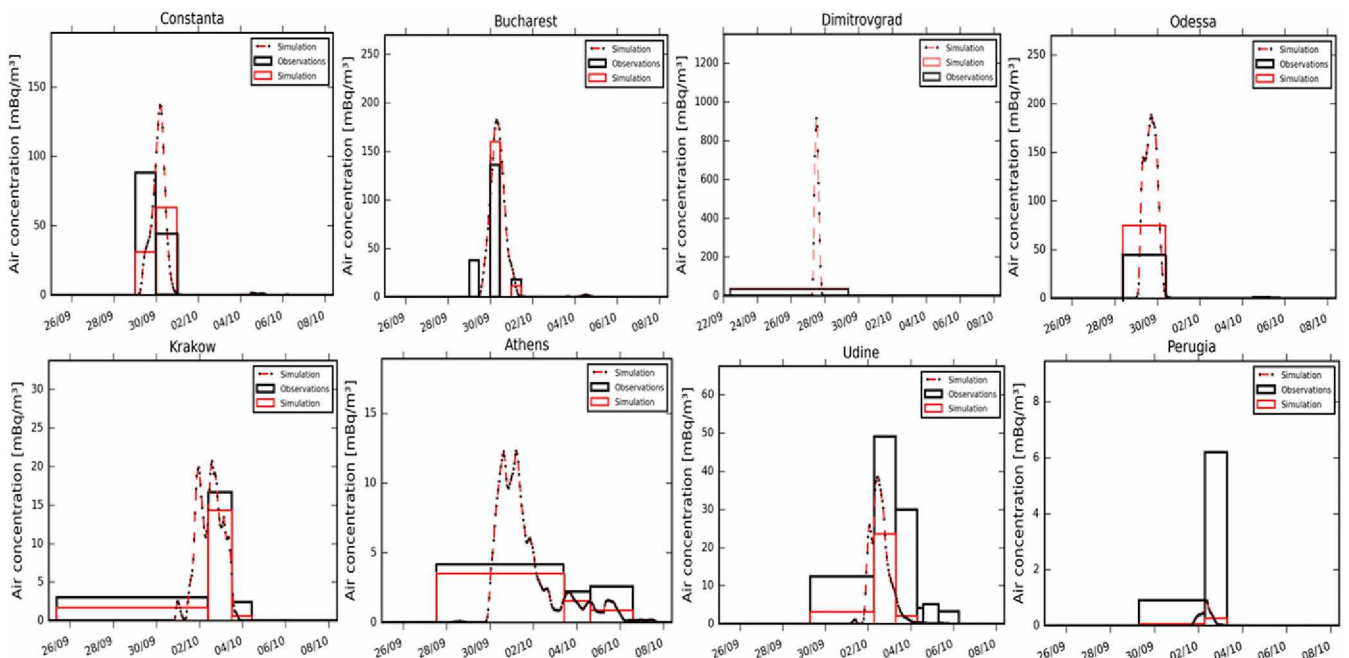 Constanta
Air concentration [mBq/m³]
150
100
50
0
Simulation
Observations
Simulation
26/09 28/09 30/09 02/10 04/10 06/10 08/10
Bucharest
Air concentration [mBq/m³]
250
200
150
100
50
0
Simulation
Observations
Simulation
26/09 28/09 30/09 02/10 04/10 06/10 08/10
Dimitrovgrad
Air concentration [mBq/m³]
1200
1000
800
600
400
200
0
Simulation
Simulation
Observations
22/09 24/09 26/09 28/09 30/09 02/10 04/10 06/10 08/10
Odessa
Air concentration [mBq/m³]
250
200
150
100
50
0
Simulation
Observations
Simulation
26/09 28/09 30/09 02/10 04/10 06/10 08/10
Krakow
Air concentration [mBq/m³]
30
25
20
15
10
5
0
Simulation
Observations
Simulation
26/09 28/09 30/09 02/10 04/10 06/10 08/10
Athens
Air concentration [mBq/m³]
15
10
5
0
Simulation
Observations
Simulation
26/09 28/09 30/09 02/10 04/10 06/10 08/10
Udine
Air concentration [mBq/m³]
60
50
40
30
20
10
0
Simulation
Observations
Simulation
26/09 28/09 30/09 02/10 04/10 06/10 08/10
Perugia
Air concentration [mBq/m³]
8
6
4
2
0
Simulation
Observations
Simulation
26/09 28/09 30/09 02/10 04/10 06/10 08/10